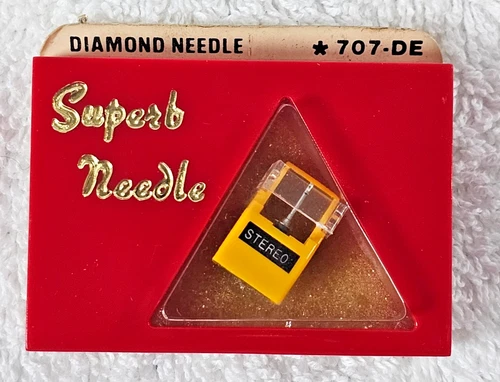 DIAMOND NEEDLE * 707-DE
Superb
Needle
STEREO